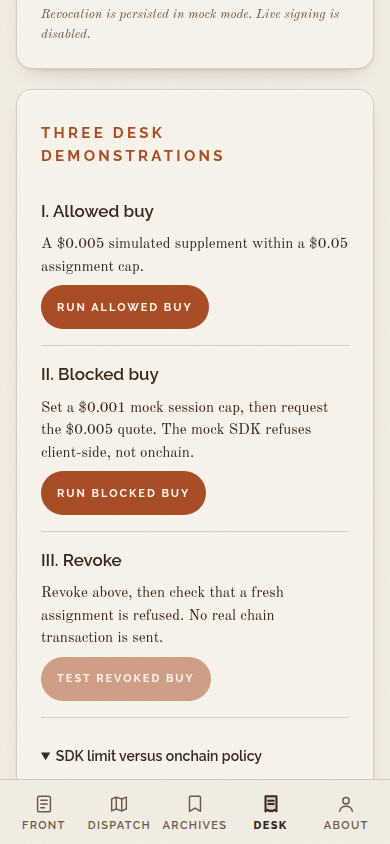 Revocation is persisted in mock mode. Live signing is
disabled.
THREE DESK
DEMONSTRATIONS
I. Allowed buy
A $0.005 simulated supplement within a $0.05
assignment cap.
RUN ALLOWED BUY
II. Blocked buy
Set a $0.001 mock session cap, then request
the $0.005 quote. The mock SDK refuses
client-side, not onchain.
RUN BLOCKED BUY
III. Revoke
Revoke above, then check that a fresh
assignment is refused. No real chain
transaction is sent.
TEST REVOKED BUY
▼ SDK limit versus onchain policy
FRONT DISPATCH ARCHIVES DESK ABOUT